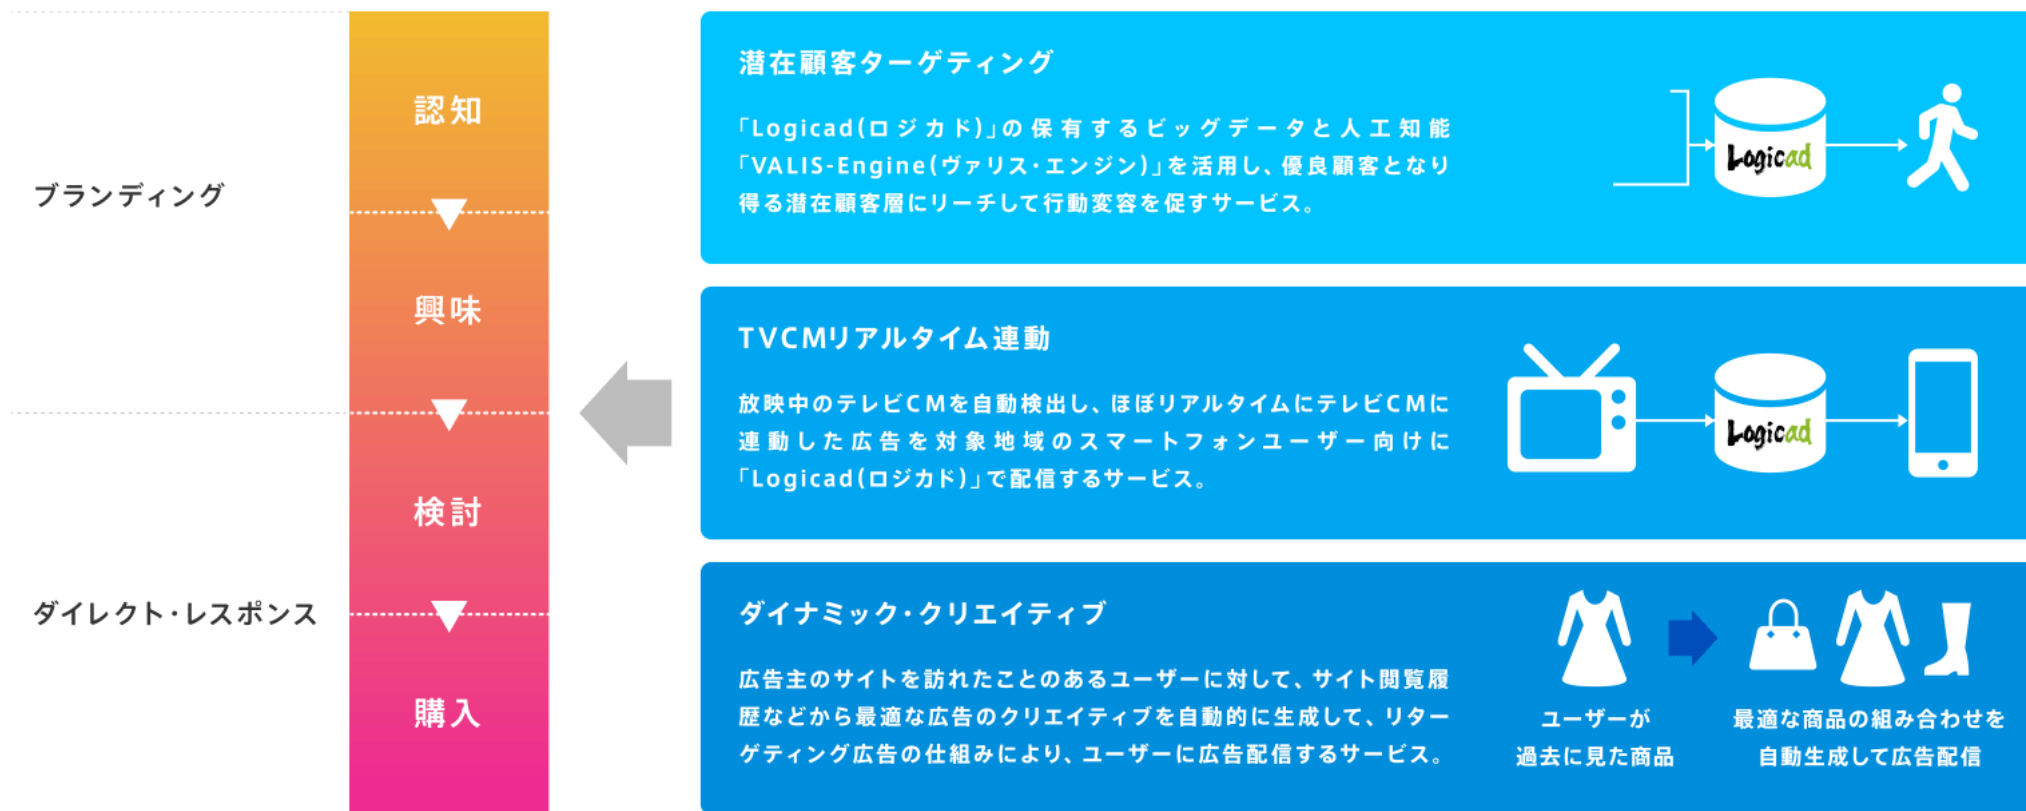 ブランディング
ダイレクト・レスポンス
認知
興味
検討
購入
潜在顧客ターゲティング
「Logicad(ロジカド)」の保有するビッグデータと人工知能
「VALIS-Engine(ヴァリス・エンジン)」を活用し、優良顧客となり
得る潜在顧客層にリーチして行動変容を促すサービス。
Logicad
TVCMリアルタイム連動
放映中のテレビCMを自動検出し、ほぼリアルタイムにテレビCMに
連動した広告を対象地域のスマートフォンユーザー向けに
「Logicad(ロジカド)」で配信するサービス。
Logicad
ダイナミック・クリエイティブ
広告主のサイトを訪れたことのあるユーザーに対して、サイト閲覧履
歴などから最適な広告のクリエイティブを自動的に生成して、リター
ゲティング広告の仕組みにより、ユーザーに広告配信するサービス。
ユーザーが
過去に見た商品
最適な商品の組み合わせを
自動生成して広告配信